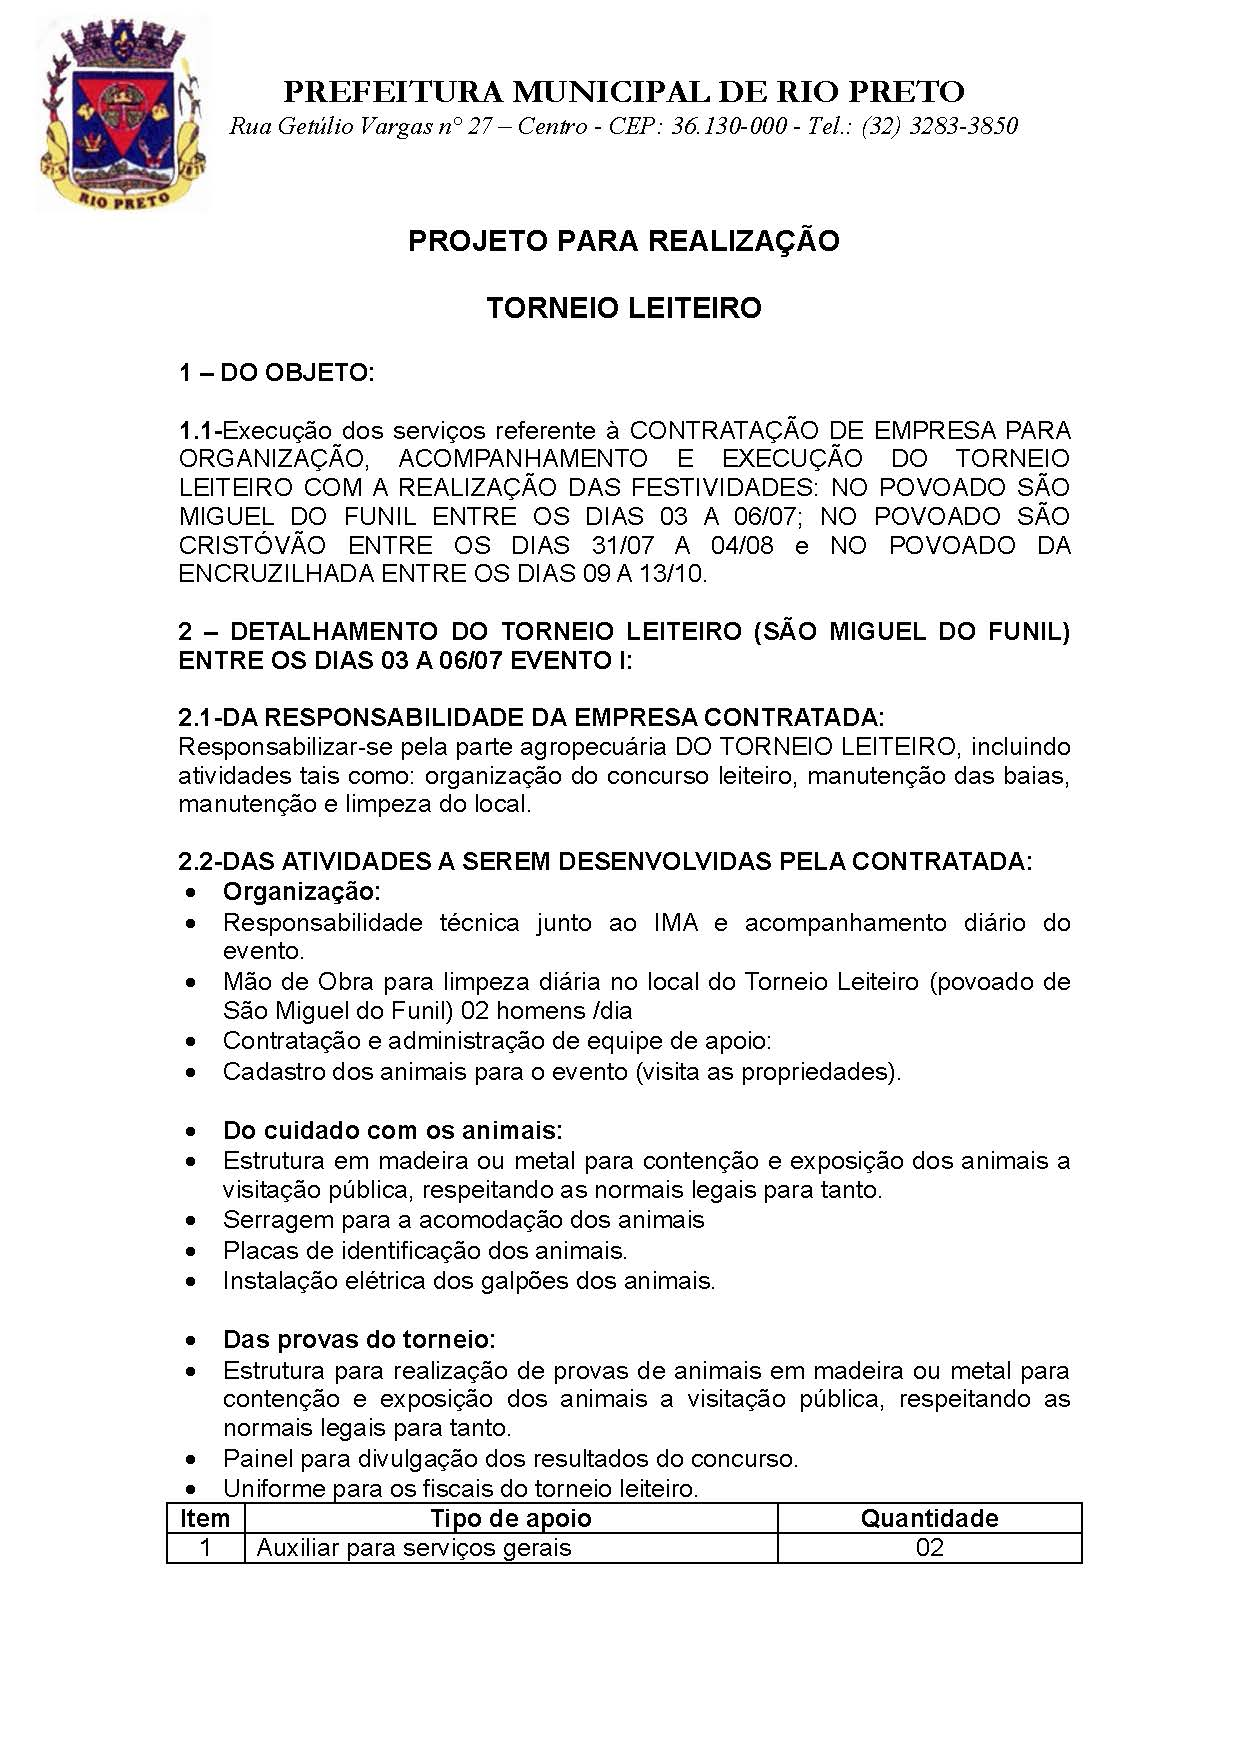 RIO PRETO
PREFEITURA MUNICIPAL DE RIO PRETO
Rua Getúlio Vargas n° 27 – Centro - CEP: 36.130-000 - Tel.: (32) 3283-3850
PROJETO PARA REALIZAÇÃO
TORNEIO LEITEIRO
1 – DO OBJETO:
1.1-Execução dos serviços referente à CONTRATAÇÃO DE EMPRESA PARA
ORGANIZAÇÃO, ACOMPANHAMENTO E EXECUÇÃO DO TORNEIO
LEITEIRO COM A REALIZAÇÃO DAS FESTIVIDADES: NO POVOADO SÃO
MIGUEL DO FUNIL ENTRE OS DIAS 03 A 06/07; NO POVOADO SÃO
CRISTÓVÃO ENTRE OS DIAS 31/07 A 04/08 e NO POVOADO DA
ENCRUZILHADA ENTRE OS DIAS 09 A 13/10.
2 – DETALHAMENTO DO TORNEIO LEITEIRO (SÃO MIGUEL DO FUNIL)
ENTRE OS DIAS 03 A 06/07 EVENTO I:
2.1-DA RESPONSABILIDADE DA EMPRESA CONTRATADA:
Responsabilizar-se pela parte agropecuária DO TORNEIO LEITEIRO, incluindo
atividades tais como: organização do concurso leiteiro, manutenção das baias,
manutenção e limpeza do local.
2.2-DAS ATIVIDADES A SEREM DESENVOLVIDAS PELA CONTRATADA:
• Organização:
• Responsabilidade técnica junto ao IMA e acompanhamento diário do
evento.
• Mão de Obra para limpeza diária no local do Torneio Leiteiro (povoado de
São Miguel do Funil) 02 homens /dia
• Contratação e administração de equipe de apoio:
• Cadastro dos animais para o evento (visita as propriedades).
• Do cuidado com os animais:
• Estrutura em madeira ou metal para contenção e exposição dos animais a
visitação pública, respeitando as normais legais para tanto.
• Serragem para a acomodação dos animais
• Placas de identificação dos animais.
• Instalação elétrica dos galpões dos animais.
• Das provas do torneio:
• Estrutura para realização de provas de animais em madeira ou metal para
contenção e exposição dos animais a visitação pública, respeitando as
normais legais para tanto.
• Painel para divulgação dos resultados do concurso.
• Uniforme para os fiscais do torneio leiteiro.
Item Tipo de apoio Quantidade
1 Auxiliar para serviços gerais 02